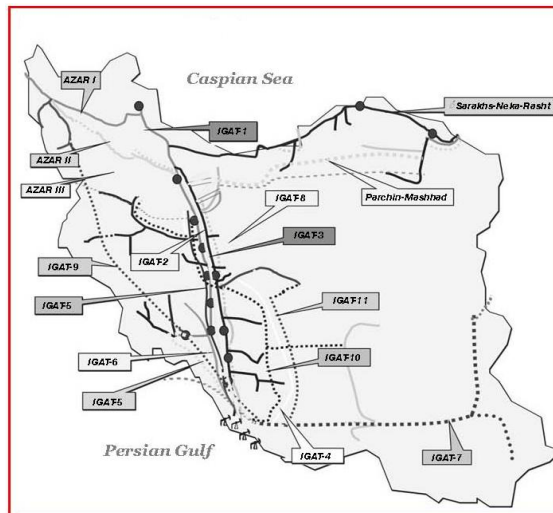 Caspian Sea
AZAR I
Sarakhs-Neka-Rasht
IGAT-1
AZAR II
AZAR III
Parchin-Mashhad
IGAT-8
IGAT-2
IGAT-3
IGAT-9
IGAT-5
IGAT-11
IGAT-6
IGAT-10
IGAT-5
Persian Gulf
IGAT-4
IGAT-7